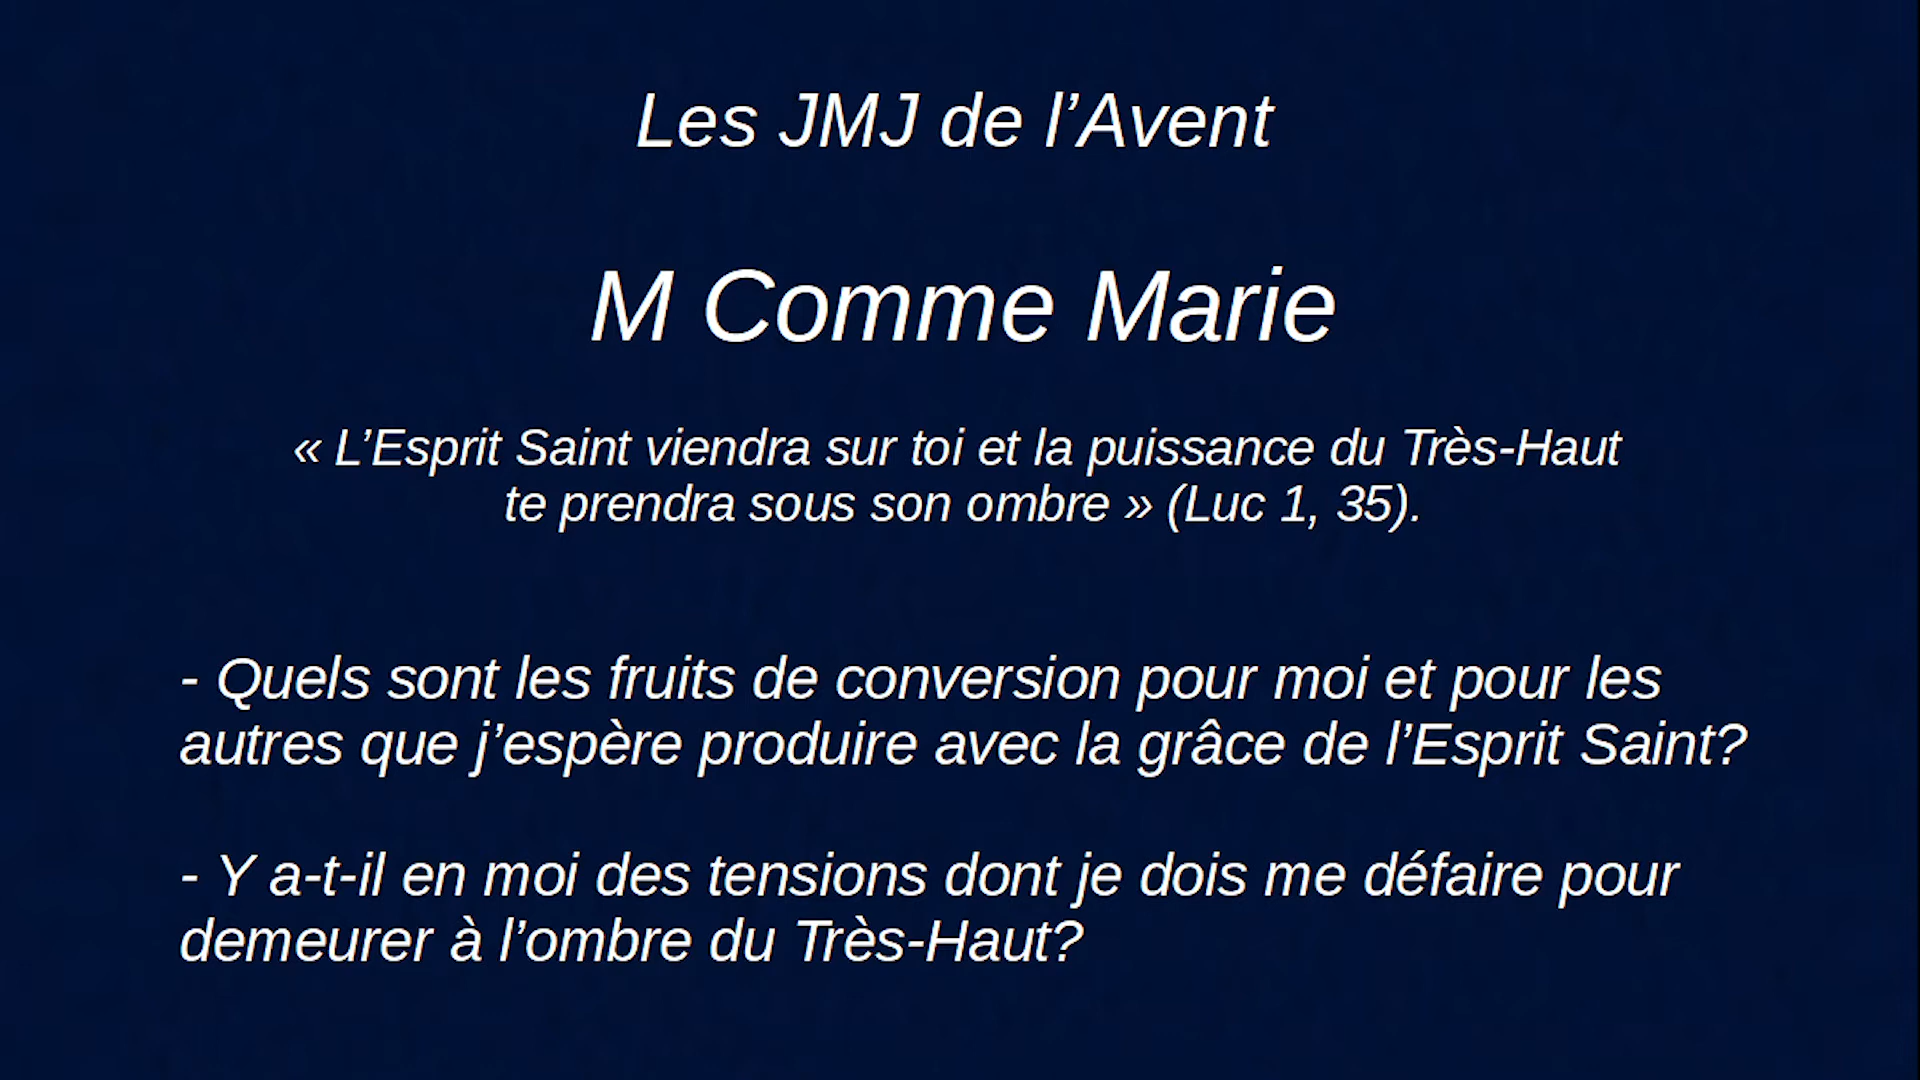 Les JMJ de l’Avent
M Comme Marie
« L’Esprit Saint viendra sur toi et la puissance du Très-Haut
te prendra sous son ombre » (Luc 1, 35).
- Quels sont les fruits de conversion pour moi et pour les
autres que j’espère produire avec la grâce de l’Esprit Saint?
- Y a-t-il en moi des tensions dont je dois me défaire pour
demeurer à l’ombre du Très-Haut?